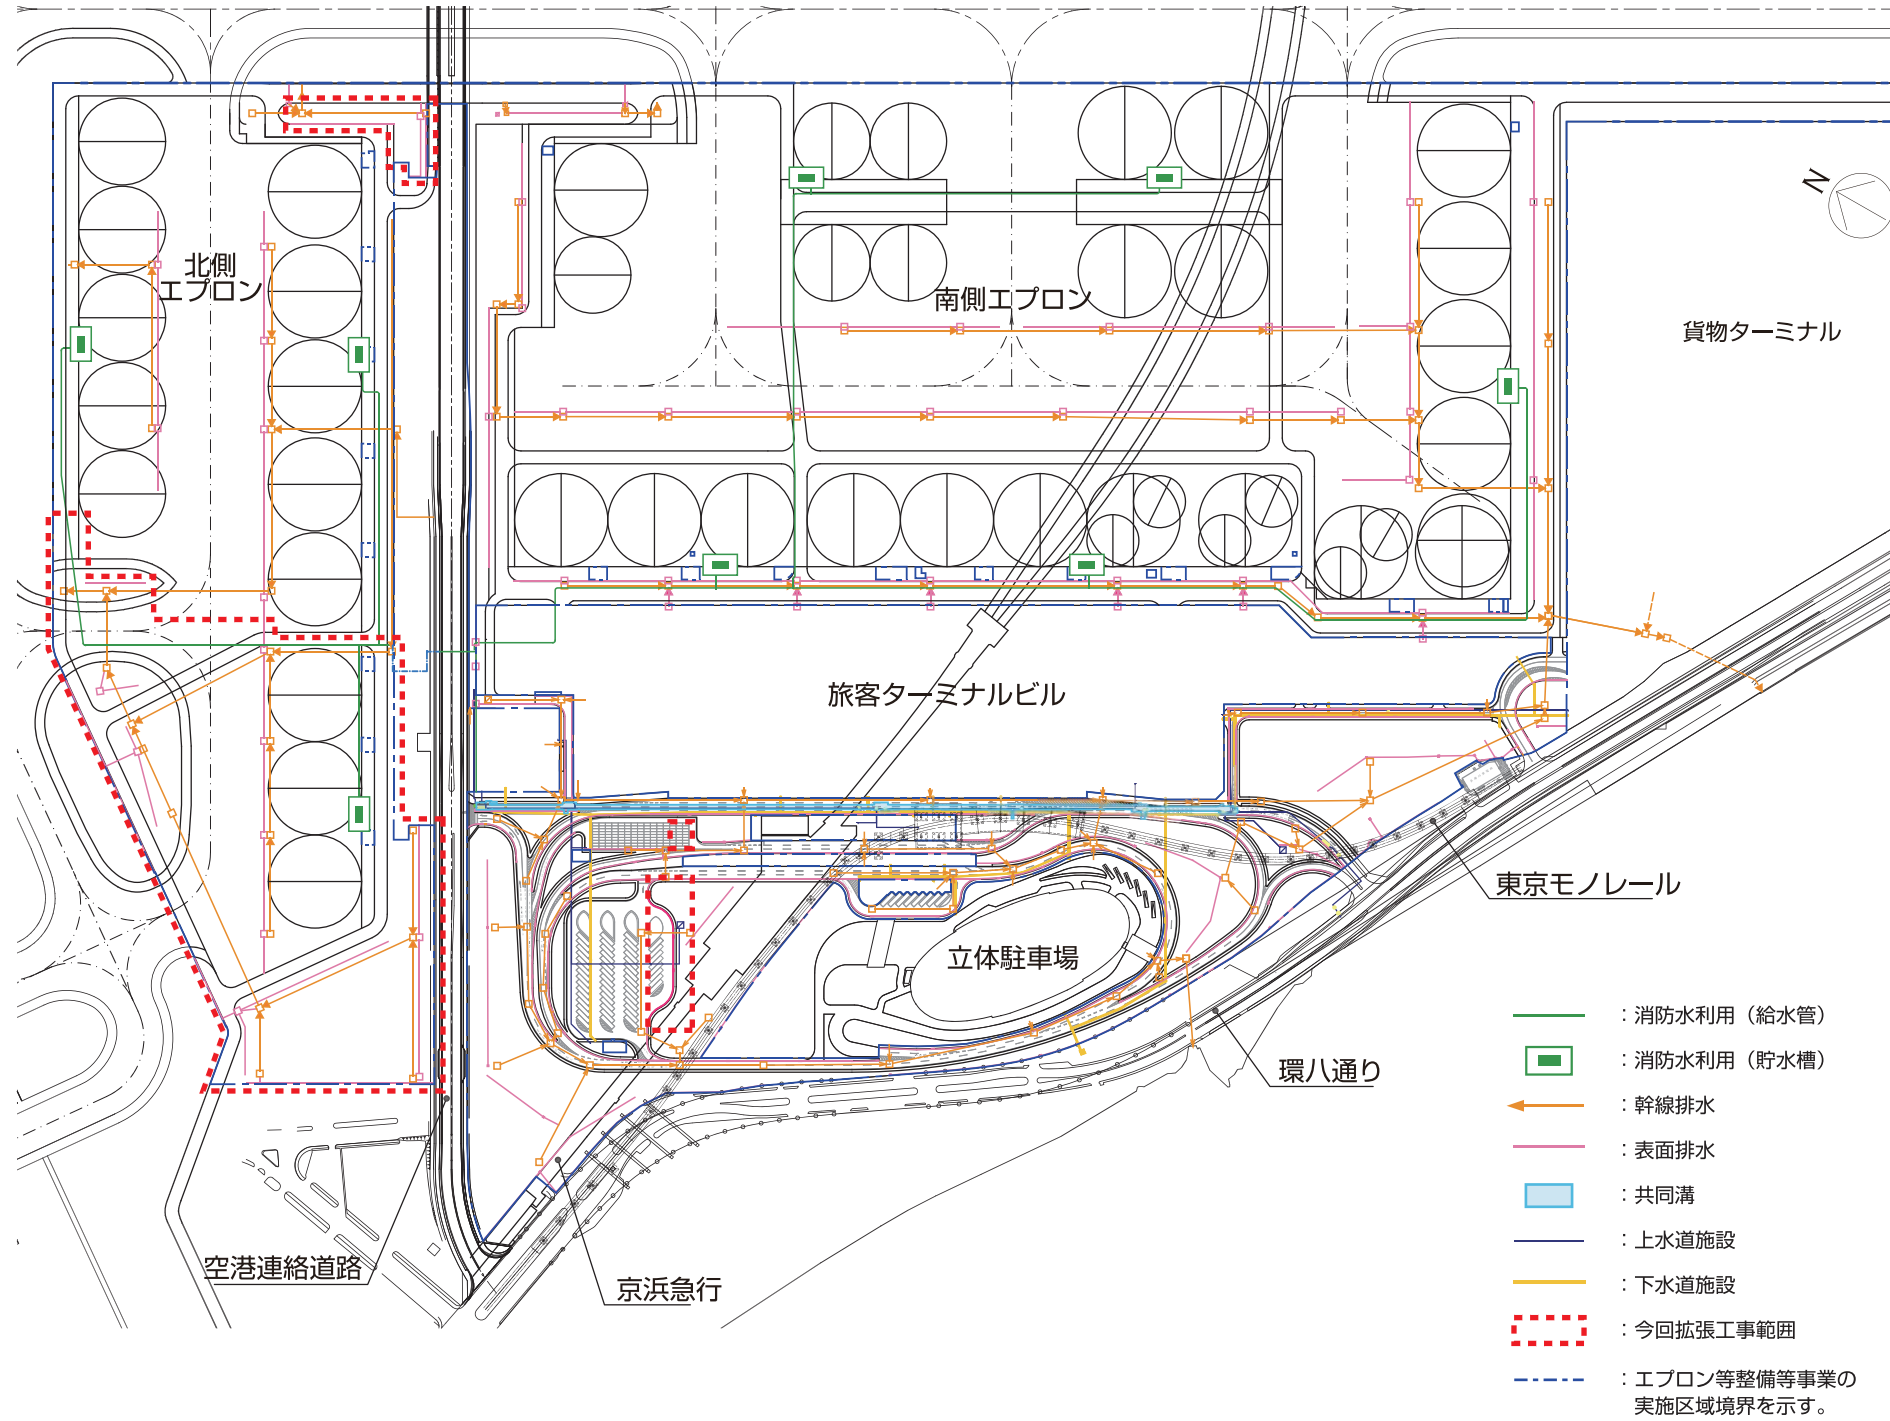 N
北側
エプロン
南側エプロン
貨物ターミナル
旅客ターミナルビル
東京モノレール
立体駐車場
環八通り
空港連絡道路
京浜急行
：消防水利用（給水管）
：消防水利用（貯水槽）
：幹線排水
：表面排水
：共同溝
：上水道施設
：下水道施設
：今回拡張工事範囲
：エプロン等整備等事業の
実施区域境界を示す。